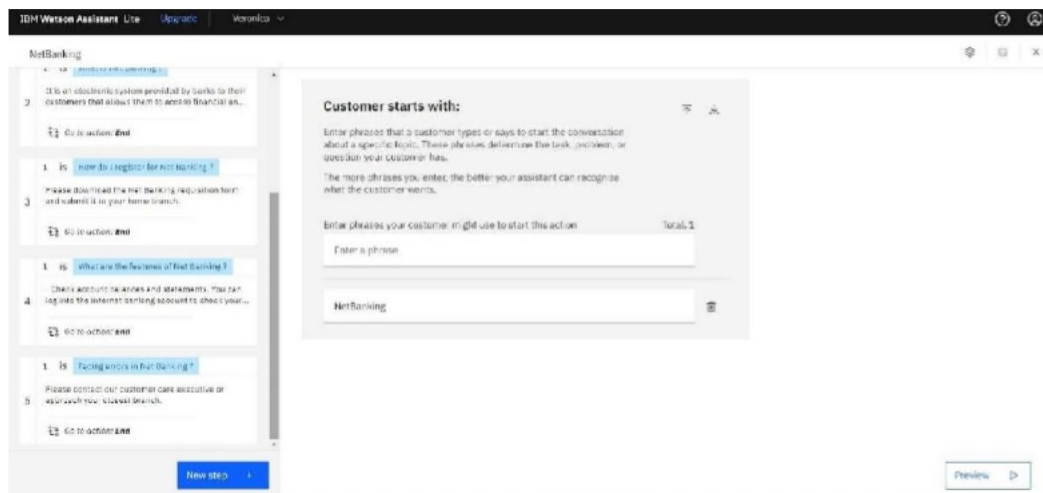 IBM Watson Assistant Lite Upgrade Veronica
NetBanking
1 is What is Net Banking ?
2 It is an electronic system provided by banks to their
customers that allows them to access financial an...
Go to action: End
1 is How do I register for Net Banking ?
3 Please download the Net Banking requisition form
and submit it to your home branch.
Go to action: End
1 is What are the features of Net Banking ?
4 Check account balances and statements. You can
log into the internet banking account to check your...
Go to action: End
1 is Facing errors in Net Banking ?
5 Please contact our customer care executive or
approach your closest branch.
Go to action: End
New step +
Customer starts with:
Enter phrases that a customer types or says to start the conversation
about a specific topic. These phrases determine the task, problem, or
question your customer has.
The more phrases you enter, the better your assistant can recognize
what the customer wants.
Enter phrases your customer might use to start this action Total: 1
Enter a phrase
NetBanking
Preview